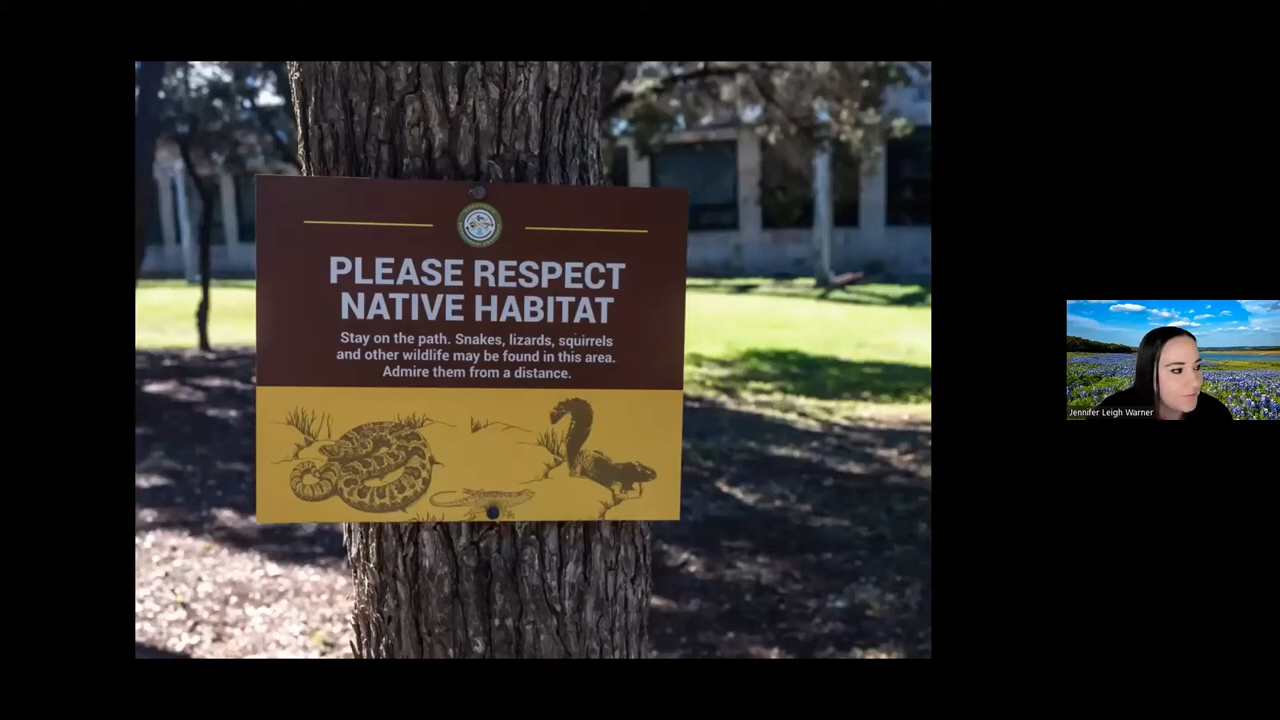 PLEASE RESPECT
NATIVE HABITAT
Stay on the path. Snakes, lizards, squirrels
and other wildlife may be found in this area.
Admire them from a distance.
Jennifer Leigh Warner